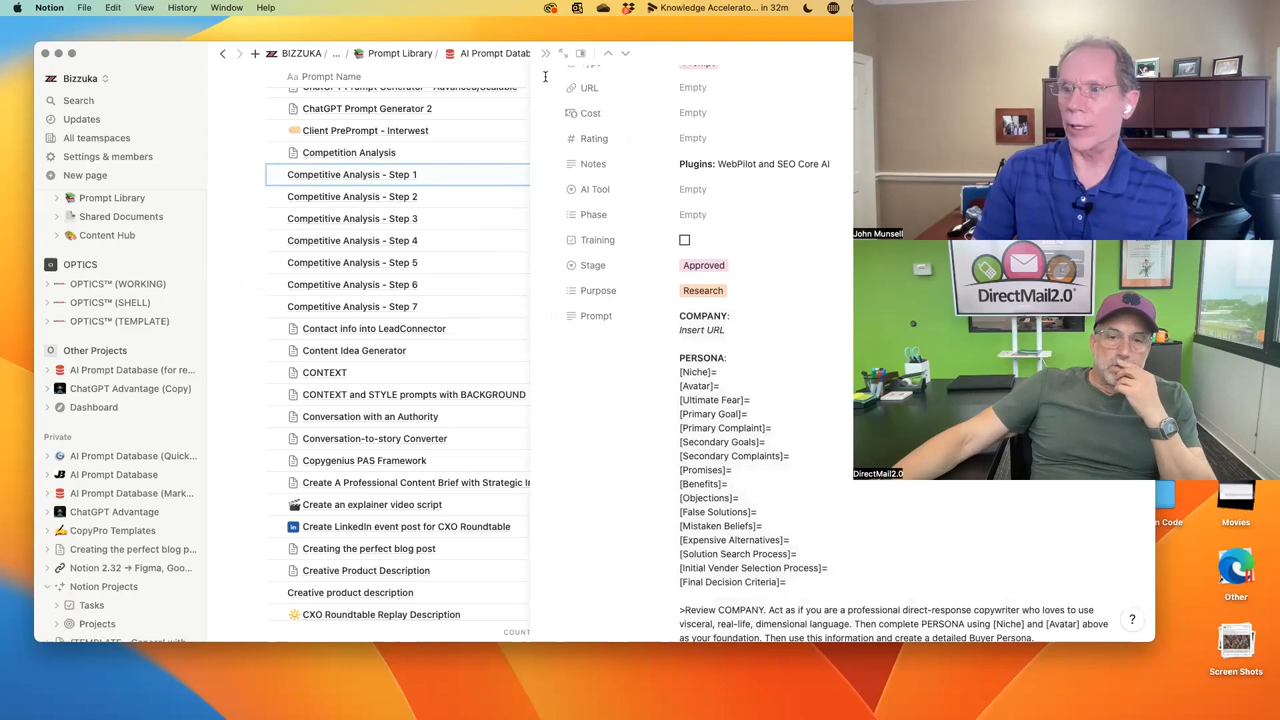 Notion File Edit View History Window Help
Knowledge Accelerato... in 32m
Bizzuka
Search
Updates
All teamspaces
Settings & members
New page
Prompt Library
Shared Documents
Content Hub
OPTICS
OPTICS™ (WORKING)
OPTICS™ (SHELL)
OPTICS™ (TEMPLATE)
Other Projects
AI Prompt Database (for re...
ChatGPT Advantage (Copy)
Dashboard
Private
AI Prompt Database (Quick...
AI Prompt Database
AI Prompt Database (Mark...
ChatGPT Advantage
CopyPro Templates
Creating the perfect blog p...
Notion 2.32 → Figma, Goo...
Notion Projects
Tasks
Projects
BIZZUKA / ... / Prompt Library / AI Prompt Datab
Aa Prompt Name
ChatGPT Prompt Generator - Advanced/Scalable
ChatGPT Prompt Generator 2
Client PrePrompt - Interwest
Competition Analysis
Competitive Analysis - Step 1
Competitive Analysis - Step 2
Competitive Analysis - Step 3
Competitive Analysis - Step 4
Competitive Analysis - Step 5
Competitive Analysis - Step 6
Competitive Analysis - Step 7
Contact info into LeadConnector
Content Idea Generator
CONTEXT
CONTEXT and STYLE prompts with BACKGROUND
Conversation with an Authority
Conversation-to-story Converter
Copygenius PAS Framework
Create A Professional Content Brief with Strategic In
Create an explainer video script
Create LinkedIn event post for CXO Roundtable
Creating the perfect blog post
Creative Product Description
Creative product description
CXO Roundtable Replay Description
COUNT
URL Empty
Cost Empty
Rating Empty
Notes Plugins: WebPilot and SEO Core AI
AI Tool Empty
Phase Empty
Training
Stage Approved
Purpose Research
Prompt COMPANY:
Insert URL
PERSONA:
[Niche]=
[Avatar]=
[Ultimate Fear]=
[Primary Goal]=
[Primary Complaint]=
[Secondary Goals]=
[Secondary Complaints]=
[Promises]=
[Benefits]=
[Objections]=
[False Solutions]=
[Mistaken Beliefs]=
[Expensive Alternatives]=
[Solution Search Process]=
[Initial Vender Selection Process]=
[Final Decision Criteria]=
>Review COMPANY. Act as if you are a professional direct-response copywriter who loves to use
visceral, real-life, dimensional language. Then complete PERSONA using [Niche] and [Avatar] above
as your foundation. Then use this information and create a detailed Buyer Persona.
?
John Munsell
DirectMail2.0®
DirectMail2.0
n Code
Movies
Other
Screen Shots